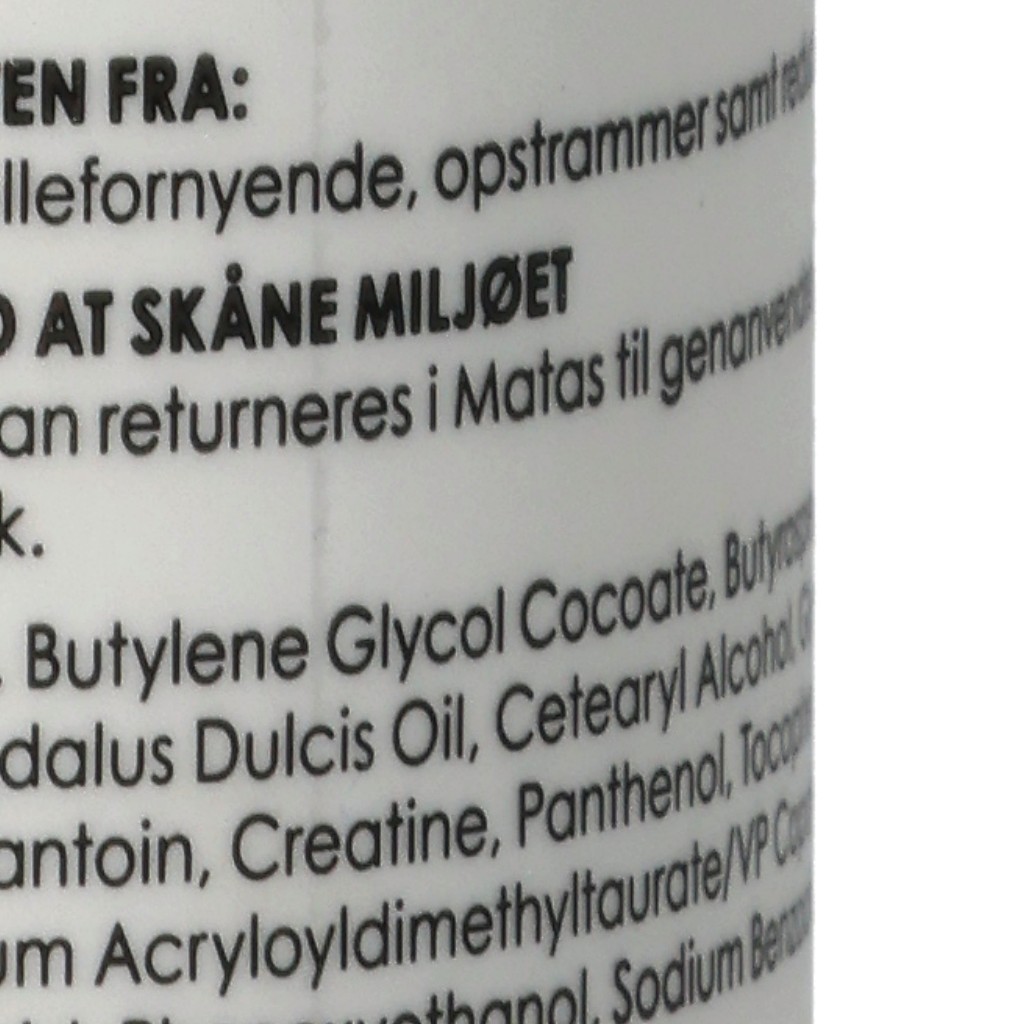 EN FRA:
llefornyende, opstrammer samt
AT SKÅNE MILJØET
an returneres i Matas til
k.
Butylene Glycol Cocoate,
dalus Dulcis Oil, Cetearyl Alcohol,
antoin, Creatine, Panthenol,
um Acryloyldimethyltaurate/VP
Sodium